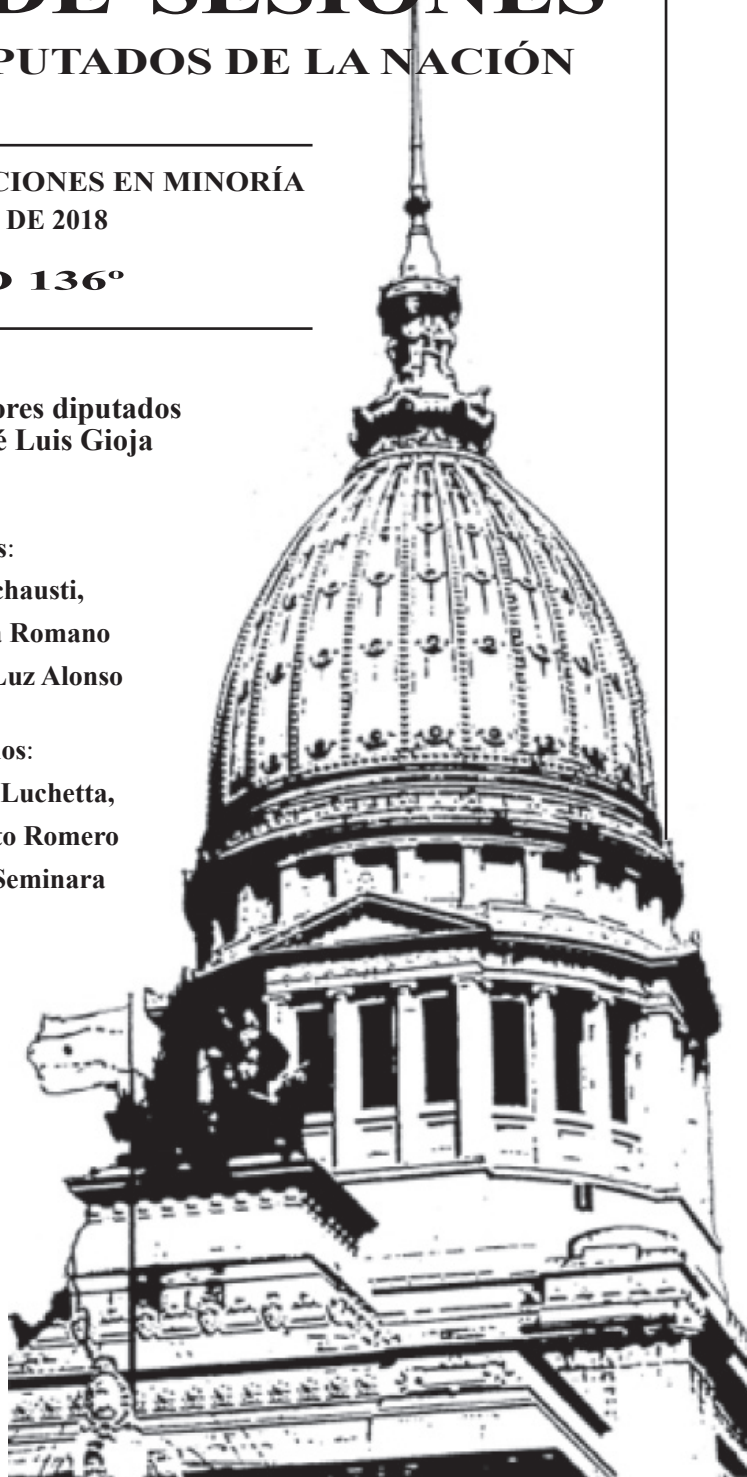 DE SESIONES
PUTADOS DE LA NACIÓN
CIONES EN MINORÍA
DE 2018
O 136º
ores diputados
é Luis Gioja
s:
chausti,
a Romano
Luz Alonso
os:
Luchetta,
to Romero
Seminara